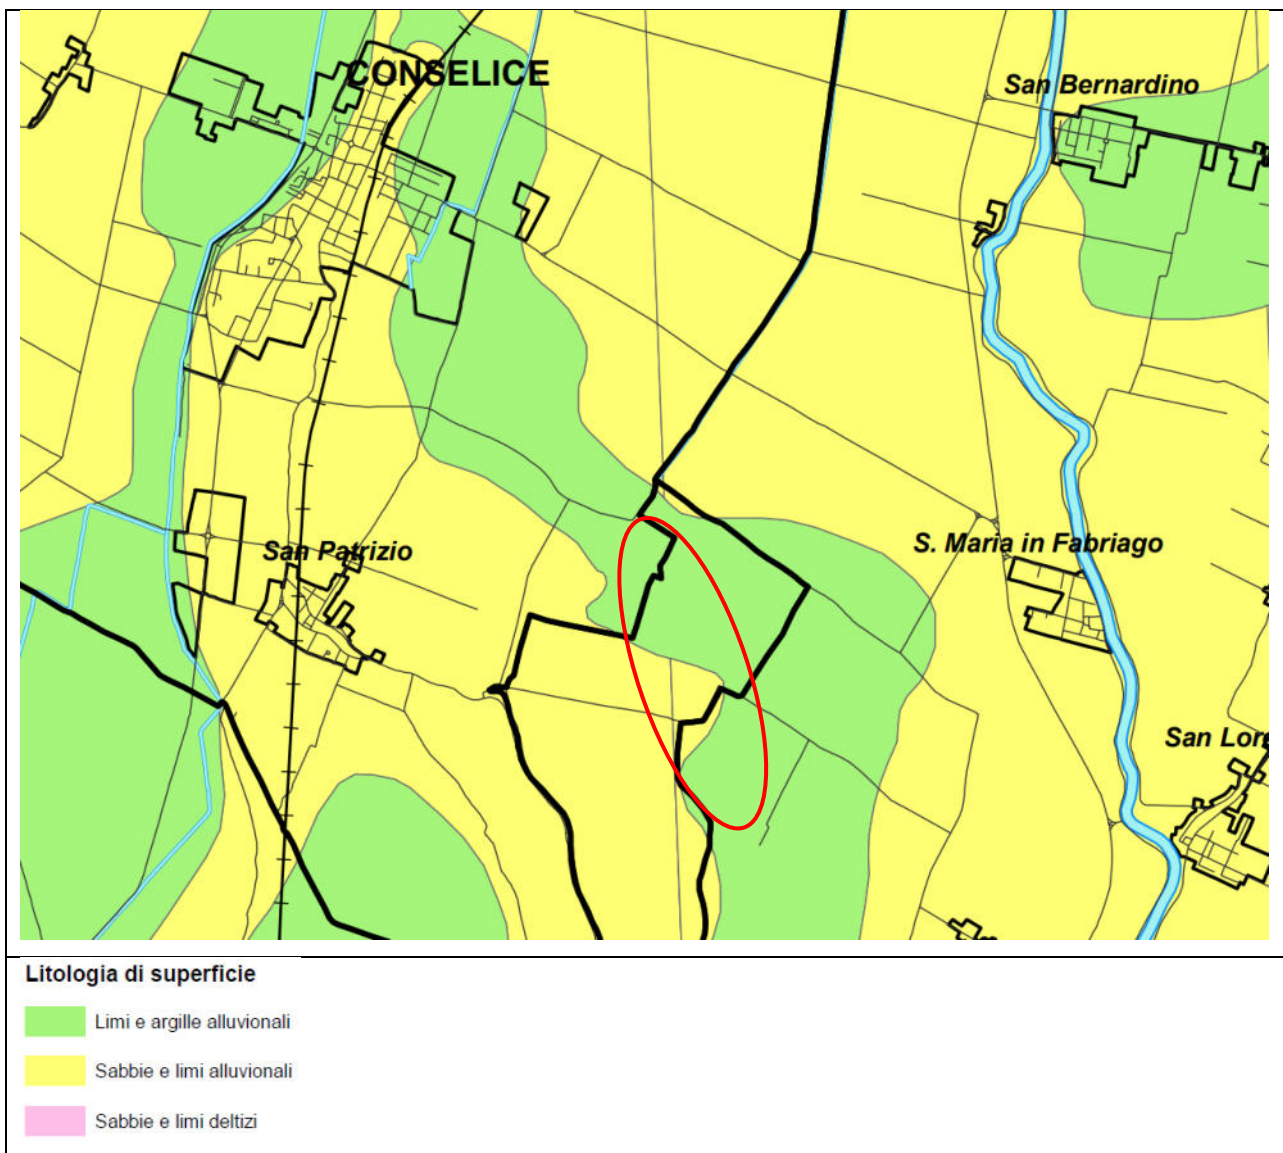 CONSELICE
San Bernardino
San Patrizio
S. Maria in Fabriago
San Lor
Litologia di superficie
Limi e argille alluvionali
Sabbie e limi alluvionali
Sabbie e limi deltizi